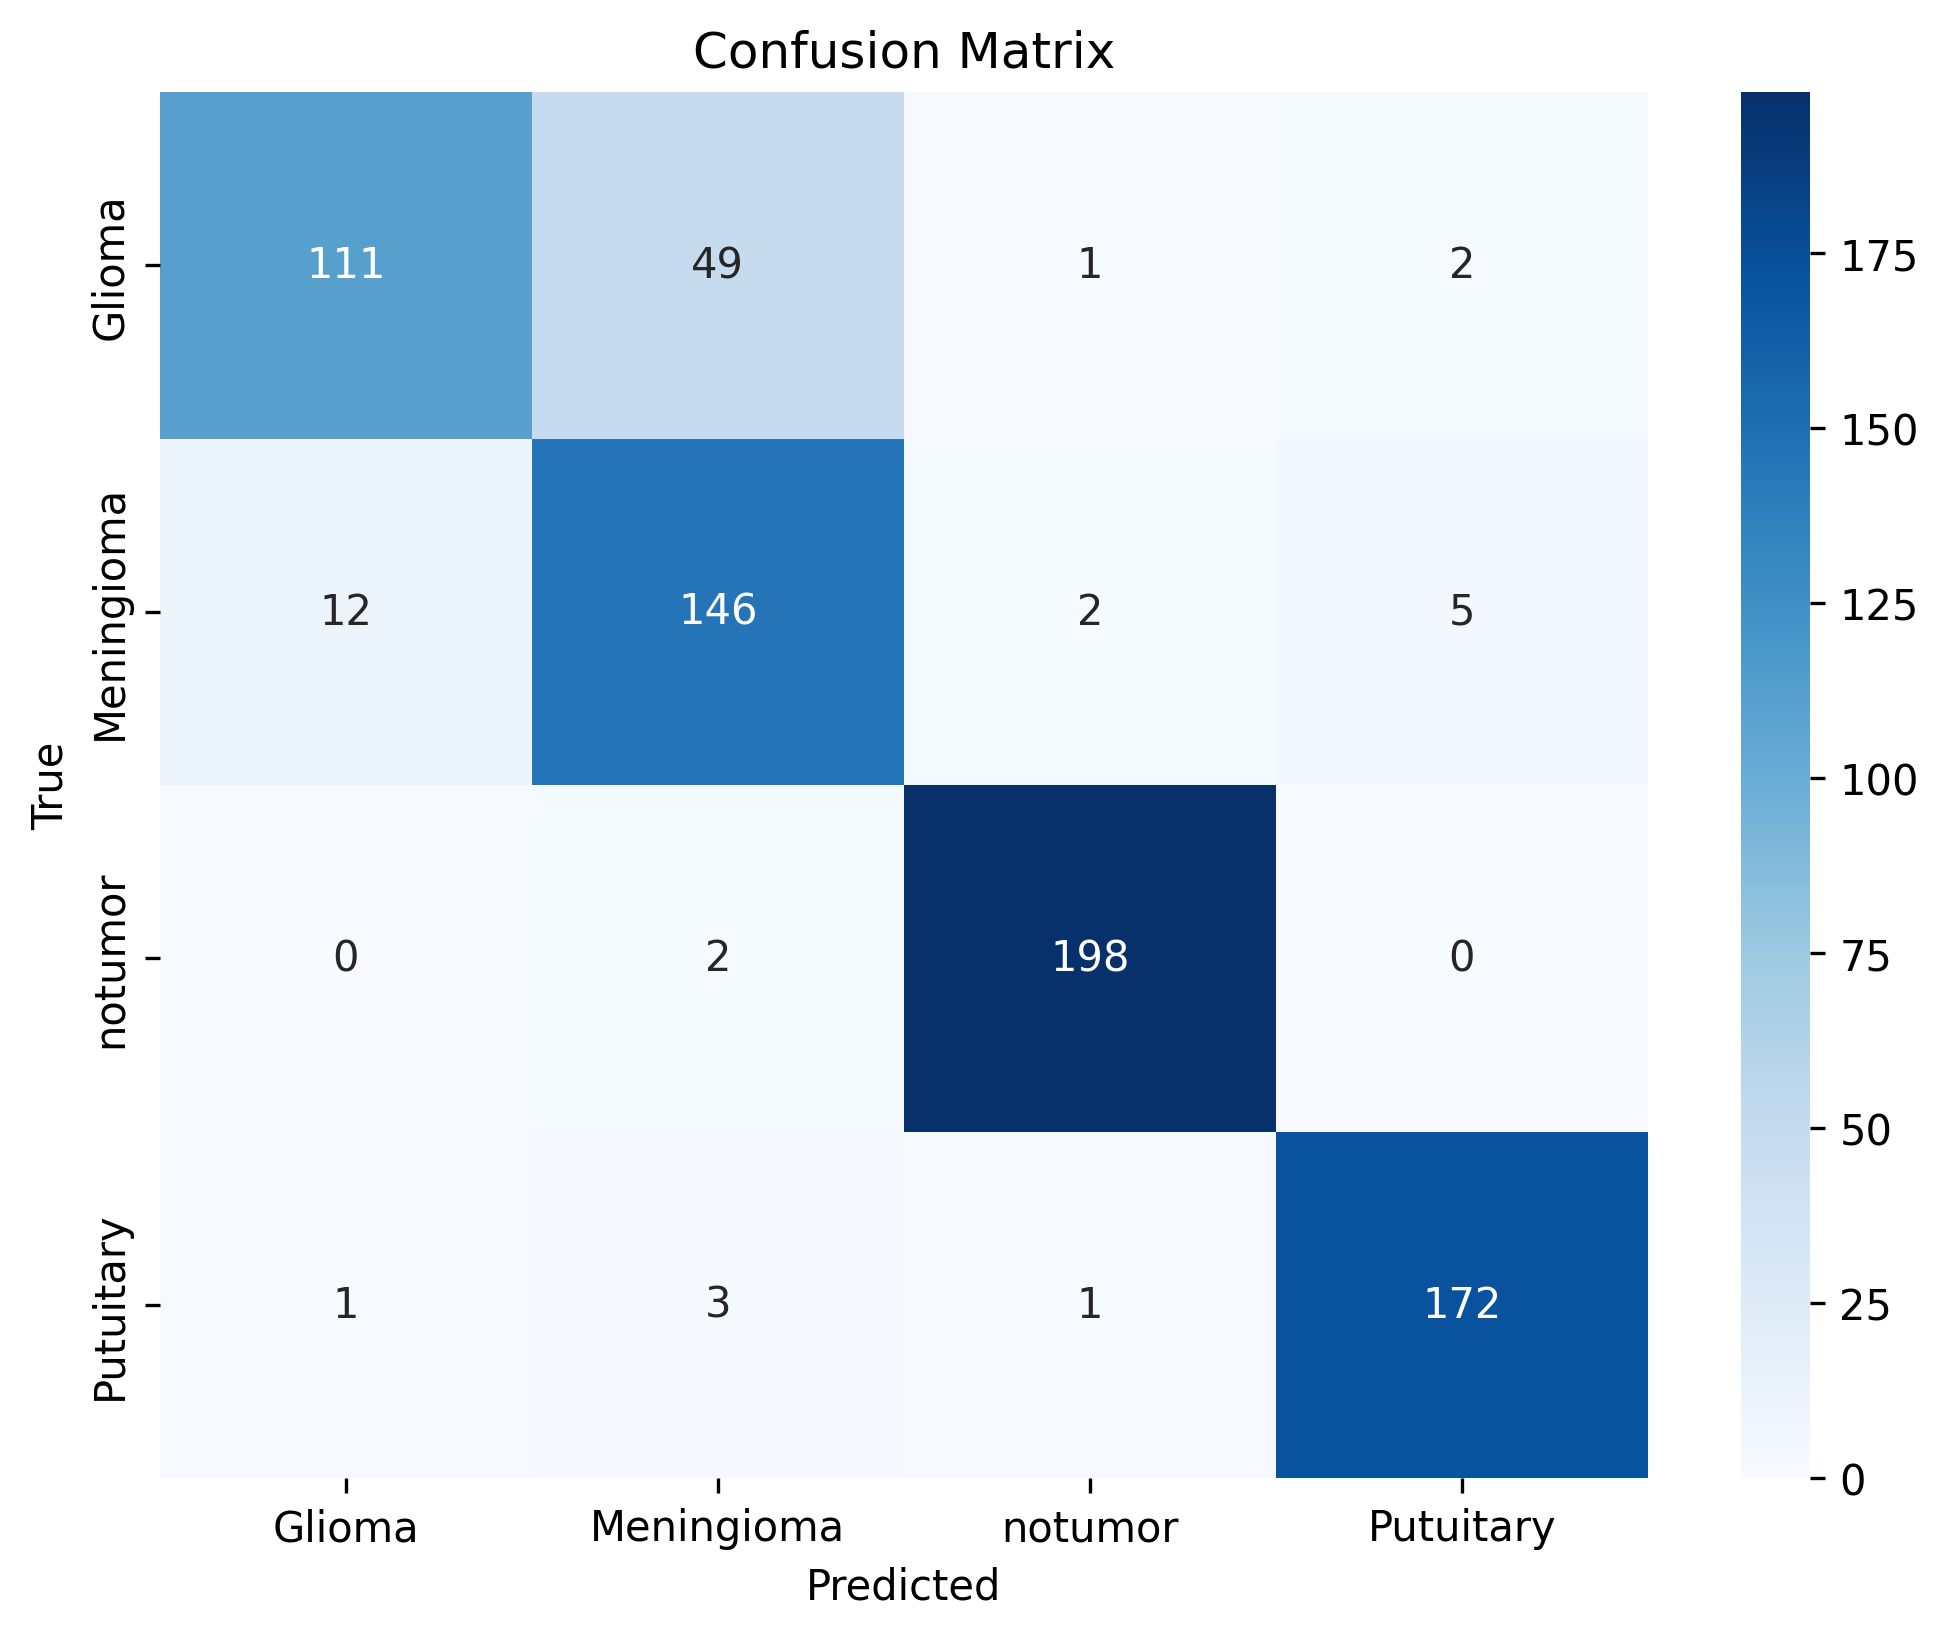 Confusion Matrix
Glioma
111 49 1 2
Meningioma
12 146 2 5
notumor
0 2 198 0
Putuitary
1 3 1 172
True
Glioma Meningioma notumor Putuitary
Predicted
175
150
125
100
75
50
25
0